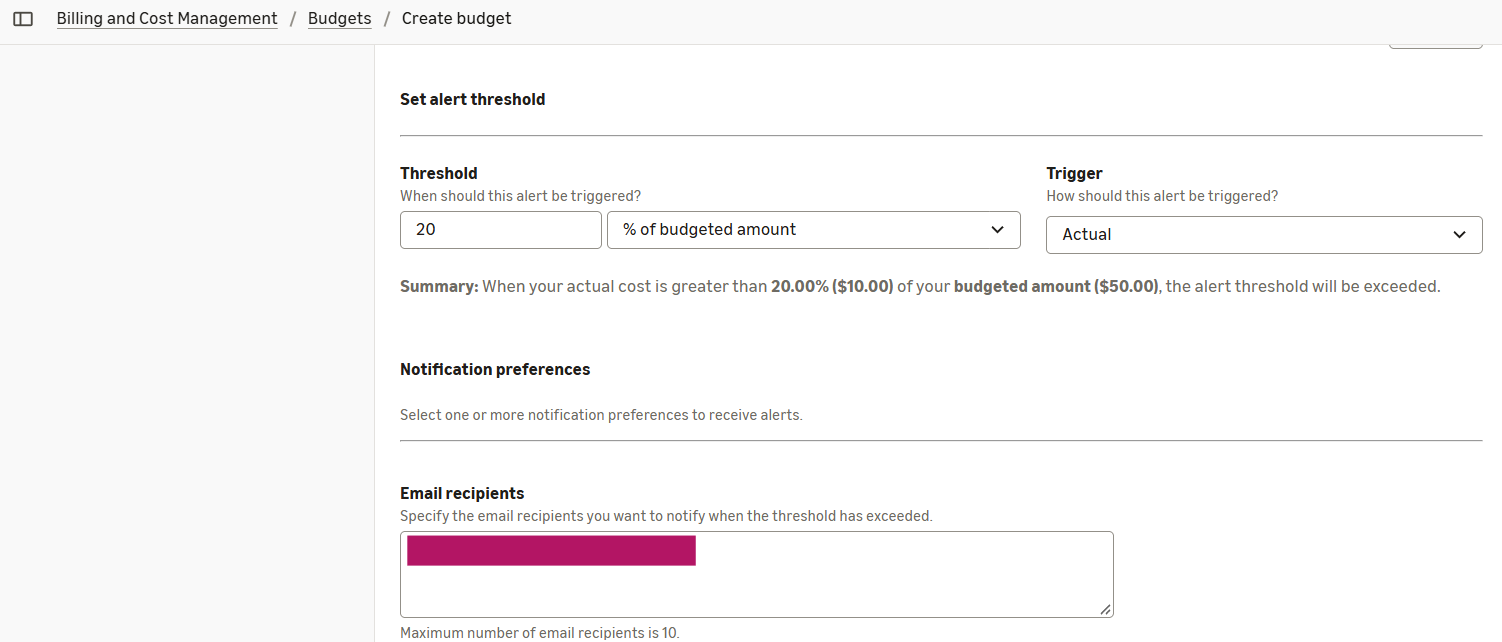 Billing and Cost Management / Budgets / Create budget
Set alert threshold
Threshold
When should this alert be triggered?
20 % of budgeted amount
Trigger
How should this alert be triggered?
Actual
Summary: When your actual cost is greater than 20.00% ($10.00) of your budgeted amount ($50.00), the alert threshold will be exceeded.
Notification preferences
Select one or more notification preferences to receive alerts.
Email recipients
Specify the email recipients you want to notify when the threshold has exceeded.
Maximum number of email recipients is 10.